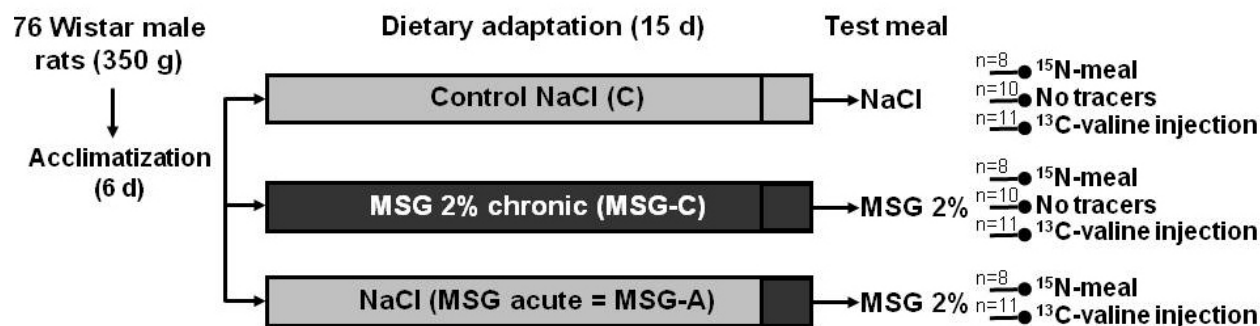 76 Wistar male
rats (350 g)
Acclimatization
(6 d)
Dietary adaptation (15 d)
Test meal
Control NaCl (C)
NaCl
n=8 ¹⁵N-meal
n=10 No tracers
n=11 ¹³C-valine injection
MSG 2% chronic (MSG-C)
MSG 2%
n=8 ¹⁵N-meal
n=10 No tracers
n=11 ¹³C-valine injection
NaCl (MSG acute = MSG-A)
MSG 2%
n=8 ¹⁵N-meal
n=11 ¹³C-valine injection